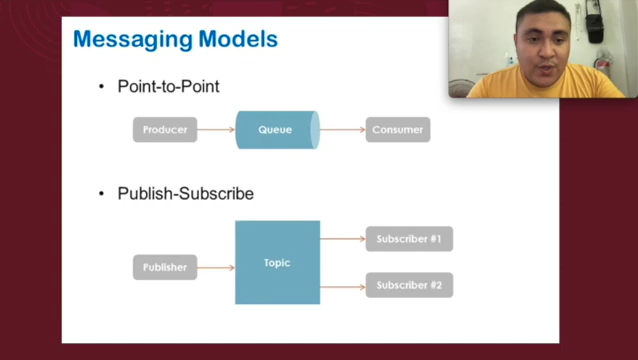 Messaging Models
• Point-to-Point
Producer
Queue
Consumer
• Publish-Subscribe
Publisher
Topic
Subscriber #1
Subscriber #2